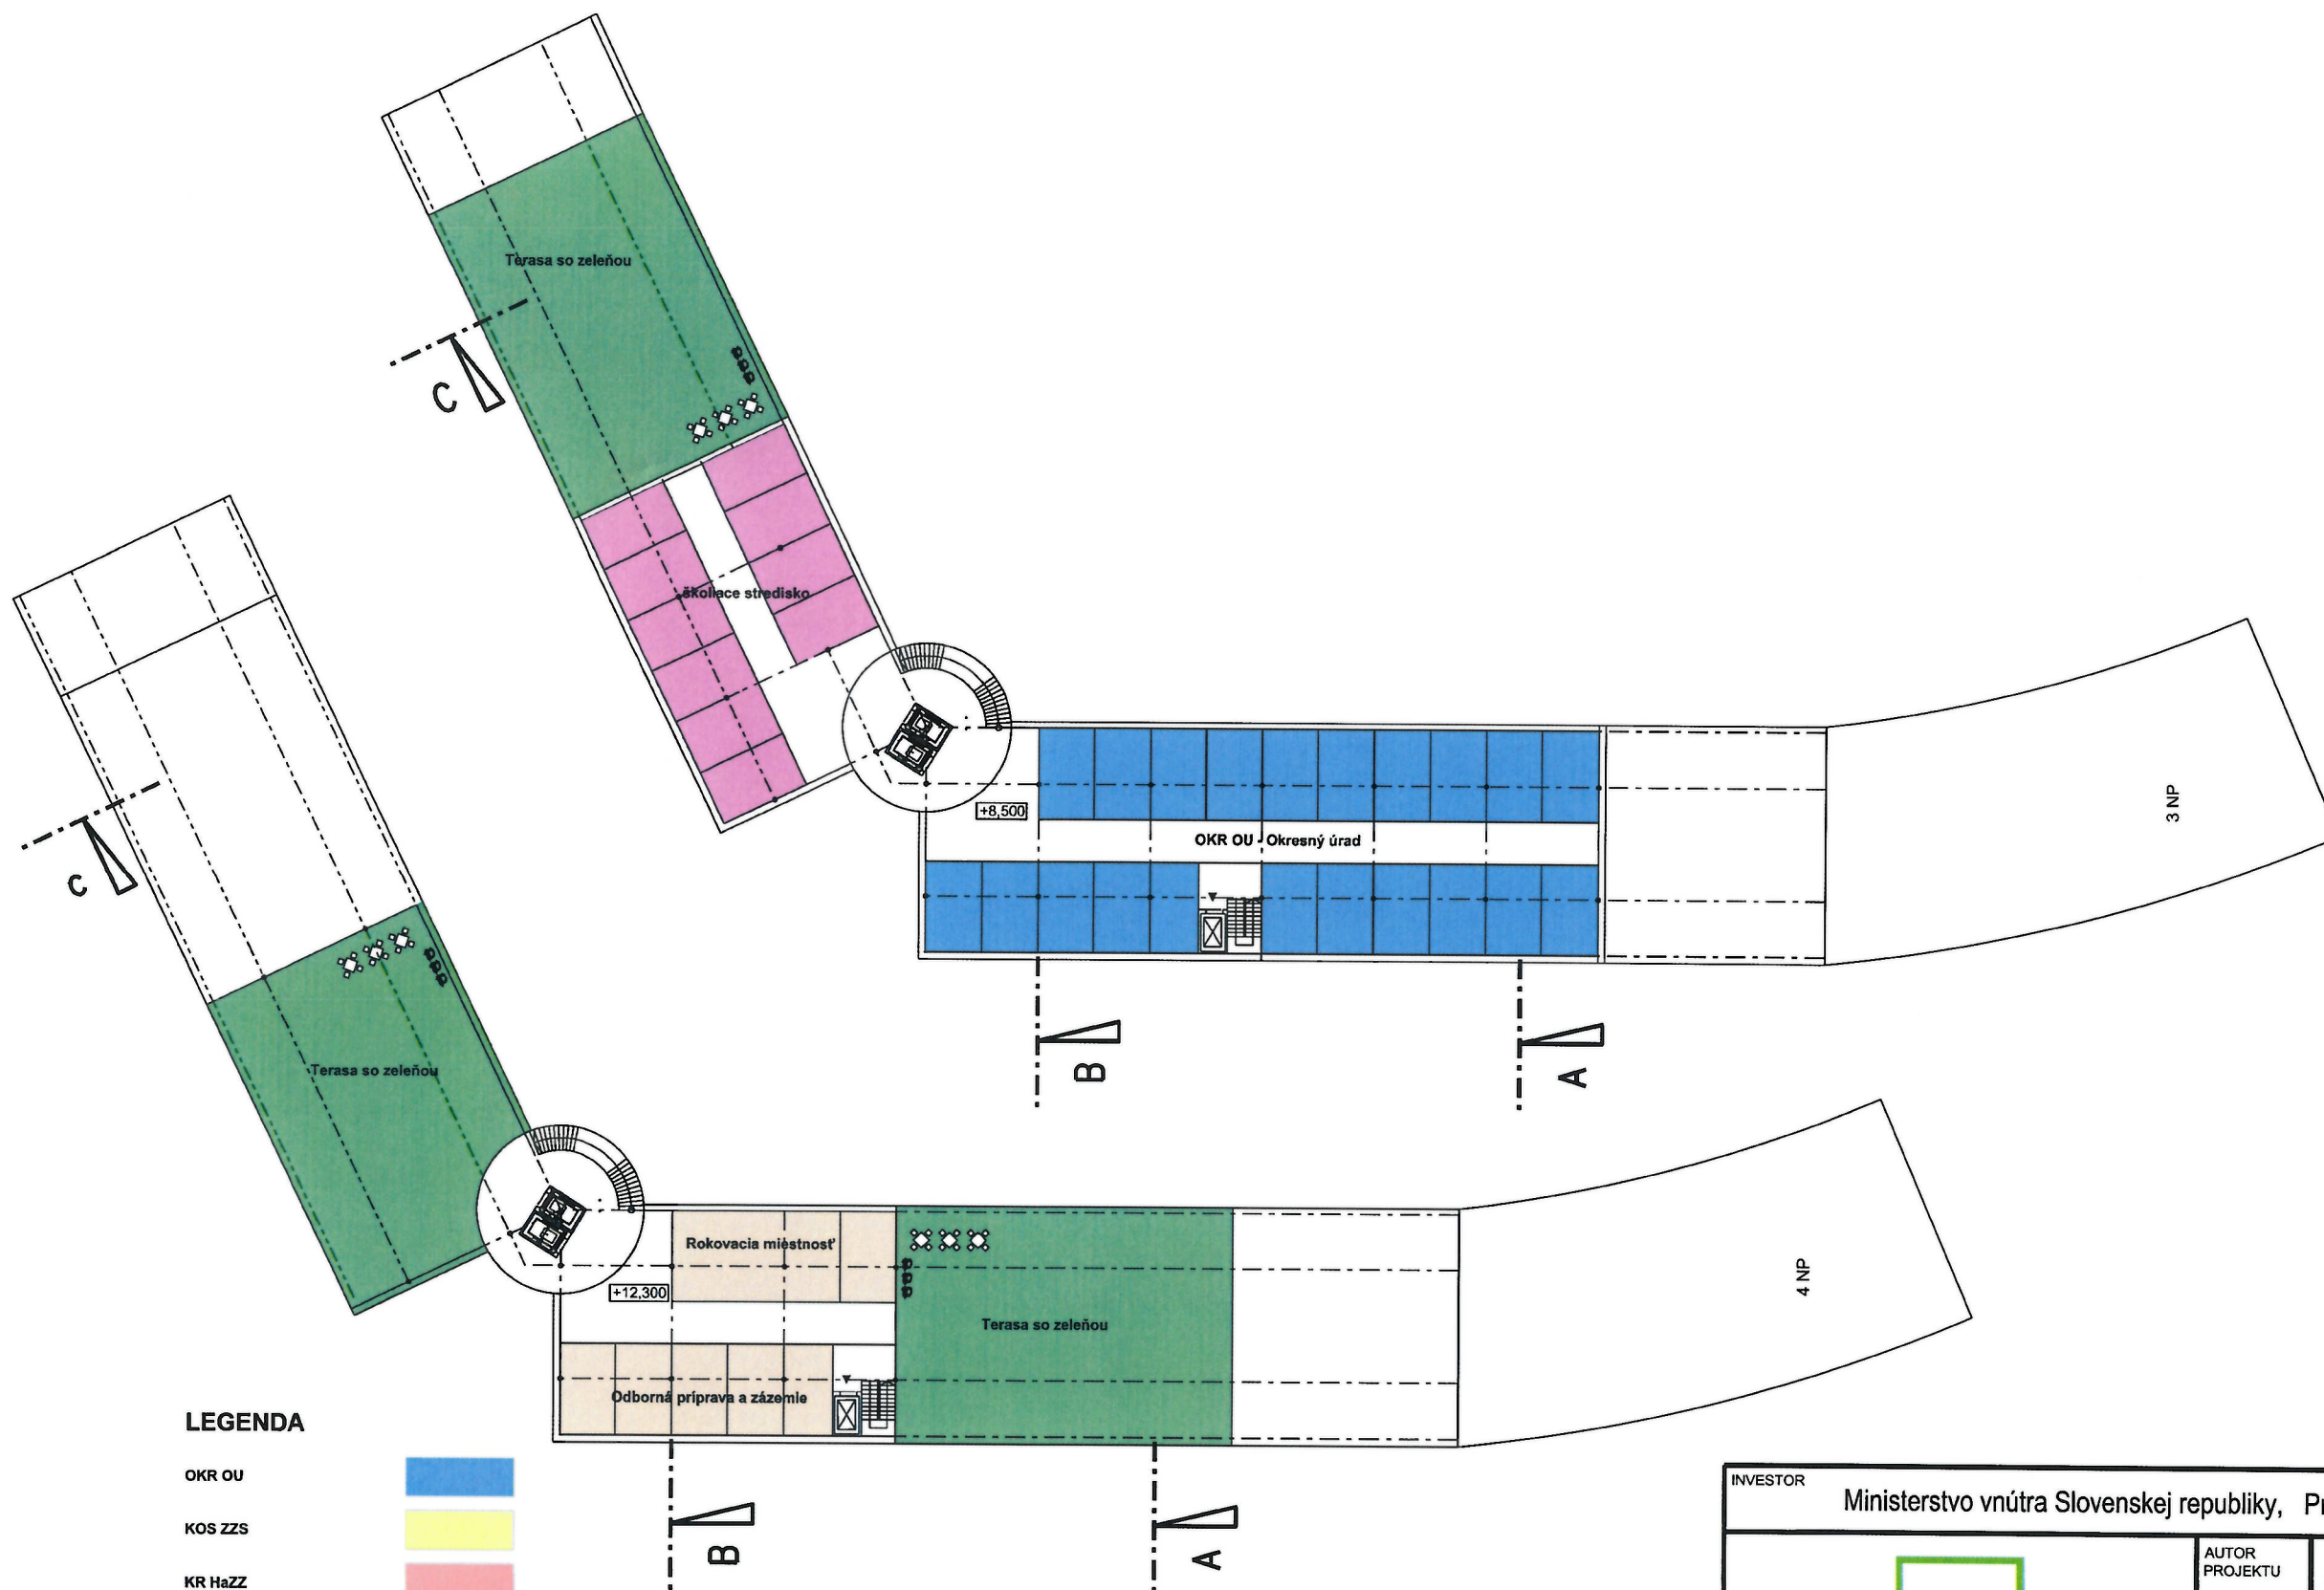 Terasa so zeleňou
C
školiace stredisko
+8,500
OKR OU - Okresný úrad
3 NP
B
A
C
Terasa so zeleňou
Rokovacia miestnosť
+12,300
Terasa so zeleňou
4 NP
Odborná príprava a zázemie
B
A
LEGENDA
OKR OU
KOS ZZS
KR HaZZ
INVESTOR
Ministerstvo vnútra Slovenskej republiky,
AUTOR
PROJEKTU